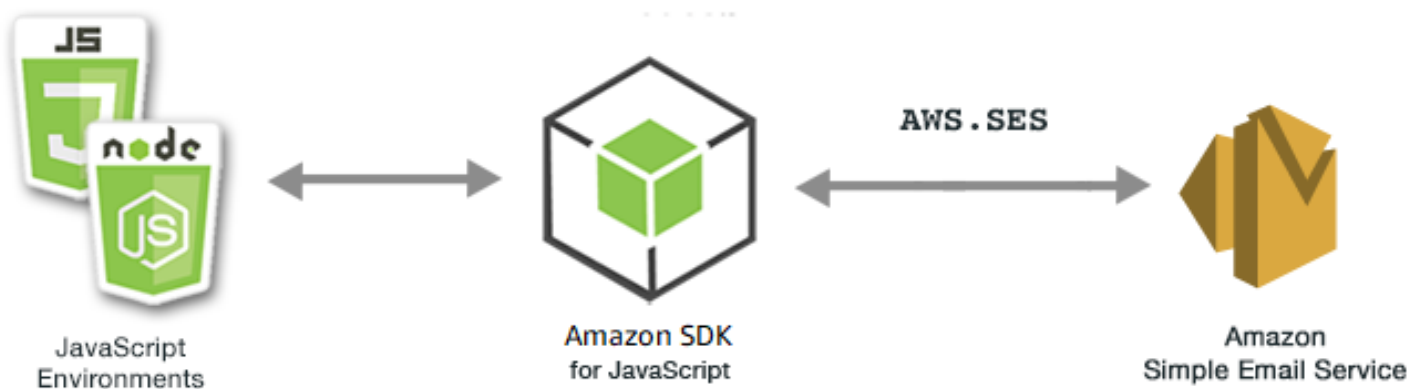 JS
node
JS
AWS.SES
JavaScript
Environments
Amazon SDK
for JavaScript
Amazon
Simple Email Service